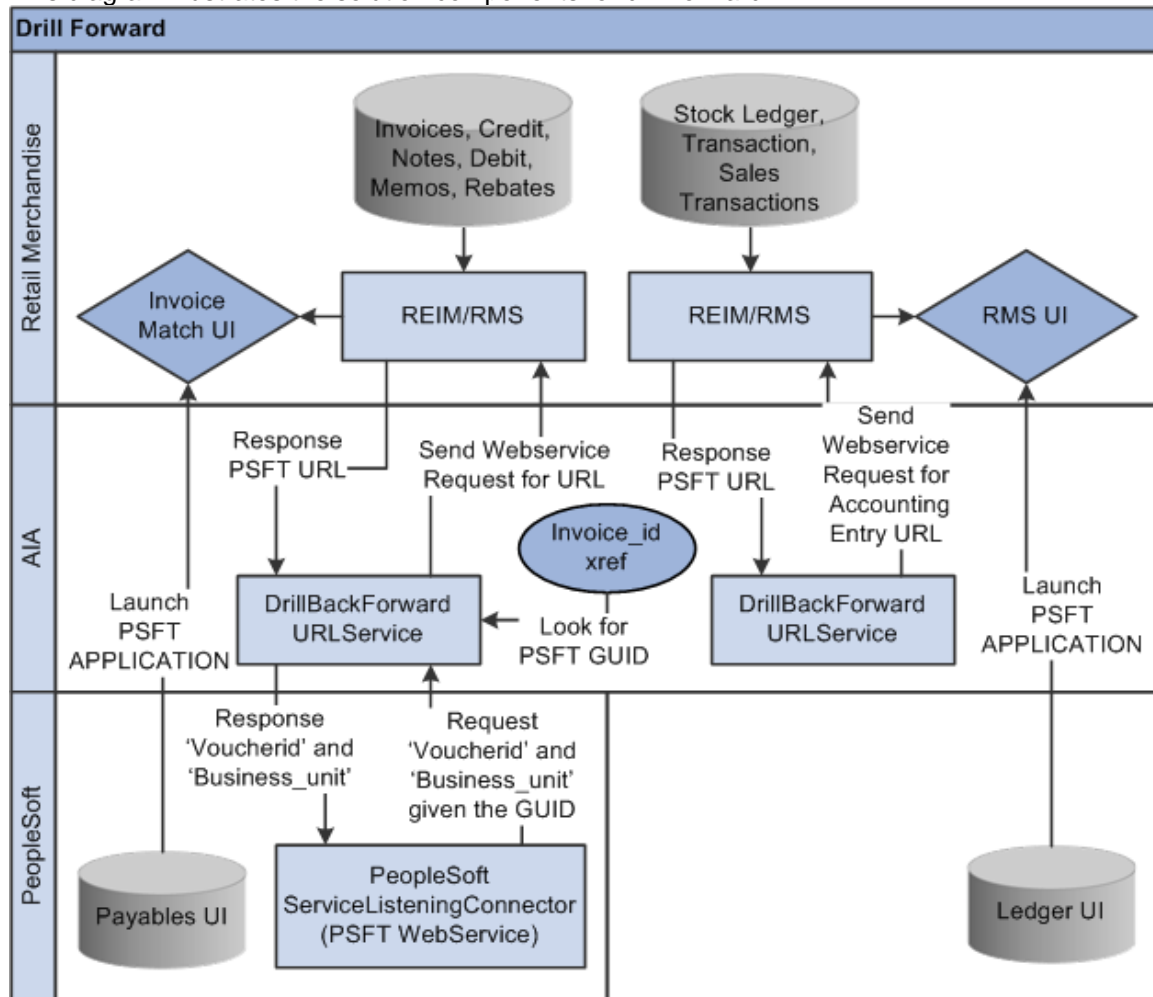 Drill Forward
Retail Merchandise
Invoices, Credit,
Notes, Debit,
Memos, Rebates
Stock Ledger,
Transaction,
Sales
Transactions
Invoice
Match UI
REIM/RMS
REIM/RMS
RMS UI
AIA
Response
PSFT URL
Send Webservice
Request for URL
Response
PSFT URL
Send
Webservice
Request for
Accounting
Entry URL
Invoice_id
xref
Launch
PSFT
APPLICATION
DrillBackForward
URLService
Look for
PSFT GUID
DrillBackForward
URLService
Launch
PSFT
APPLICATION
PeopleSoft
Response
‘Voucherid’ and
‘Business_unit’
Request
‘Voucherid’ and
‘Business_unit’
given the GUID
Payables UI
PeopleSoft
ServiceListeningConnector
(PSFT WebService)
Ledger UI